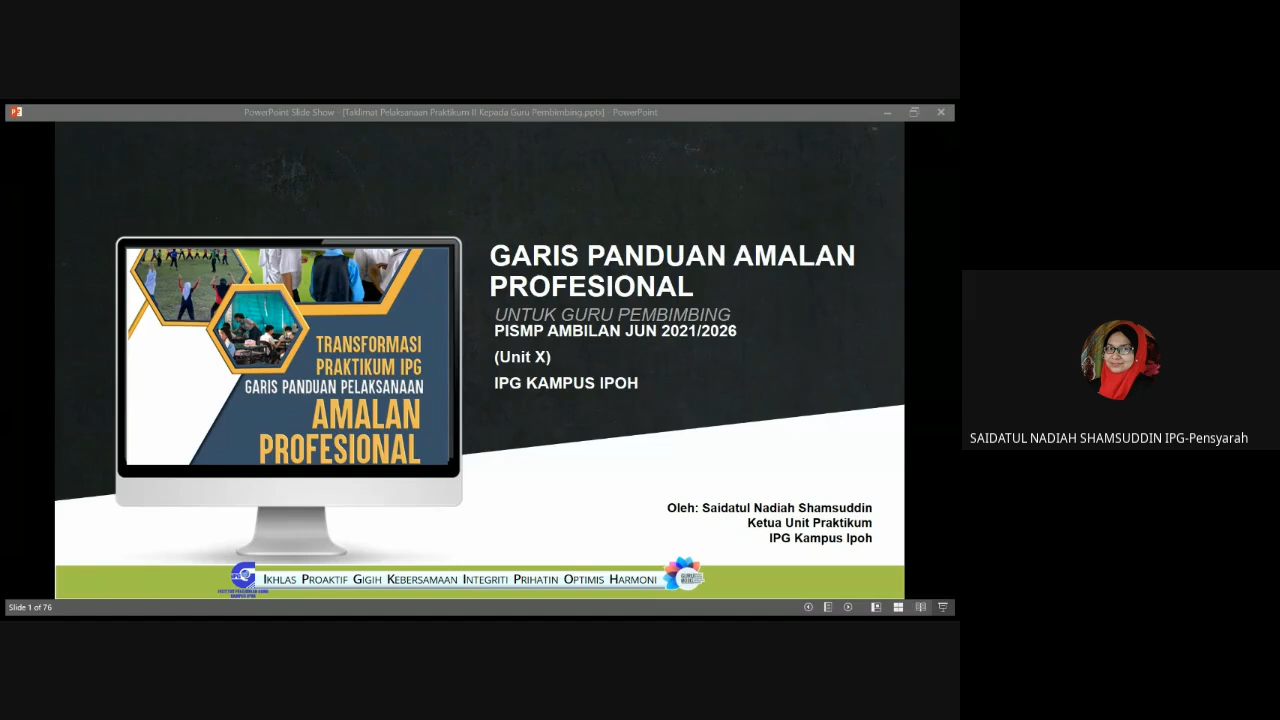 PowerPoint Slide Show - [Taklimat Pelaksanaan Praktikum II Kepada Guru Pembimbing.pptx] - PowerPoint
TRANSFORMASI
PRAKTIKUM IPG
GARIS PANDUAN PELAKSANAAN
AMALAN
PROFESIONAL
GARIS PANDUAN AMALAN
PROFESIONAL
UNTUK GURU PEMBIMBING
PISMP AMBILAN JUN 2021/2026
(Unit X)
IPG KAMPUS IPOH
SAIDATUL NADIAH SHAMSUDDIN IPG-Pensyarah
Oleh: Saidatul Nadiah Shamsuddin
Ketua Unit Praktikum
IPG Kampus Ipoh
IKHLAS PROAKTIF GIGIH KEBERSAMAAN INTEGRITI PRIHATIN OPTIMIS HARMONI
Slide 1 of 76